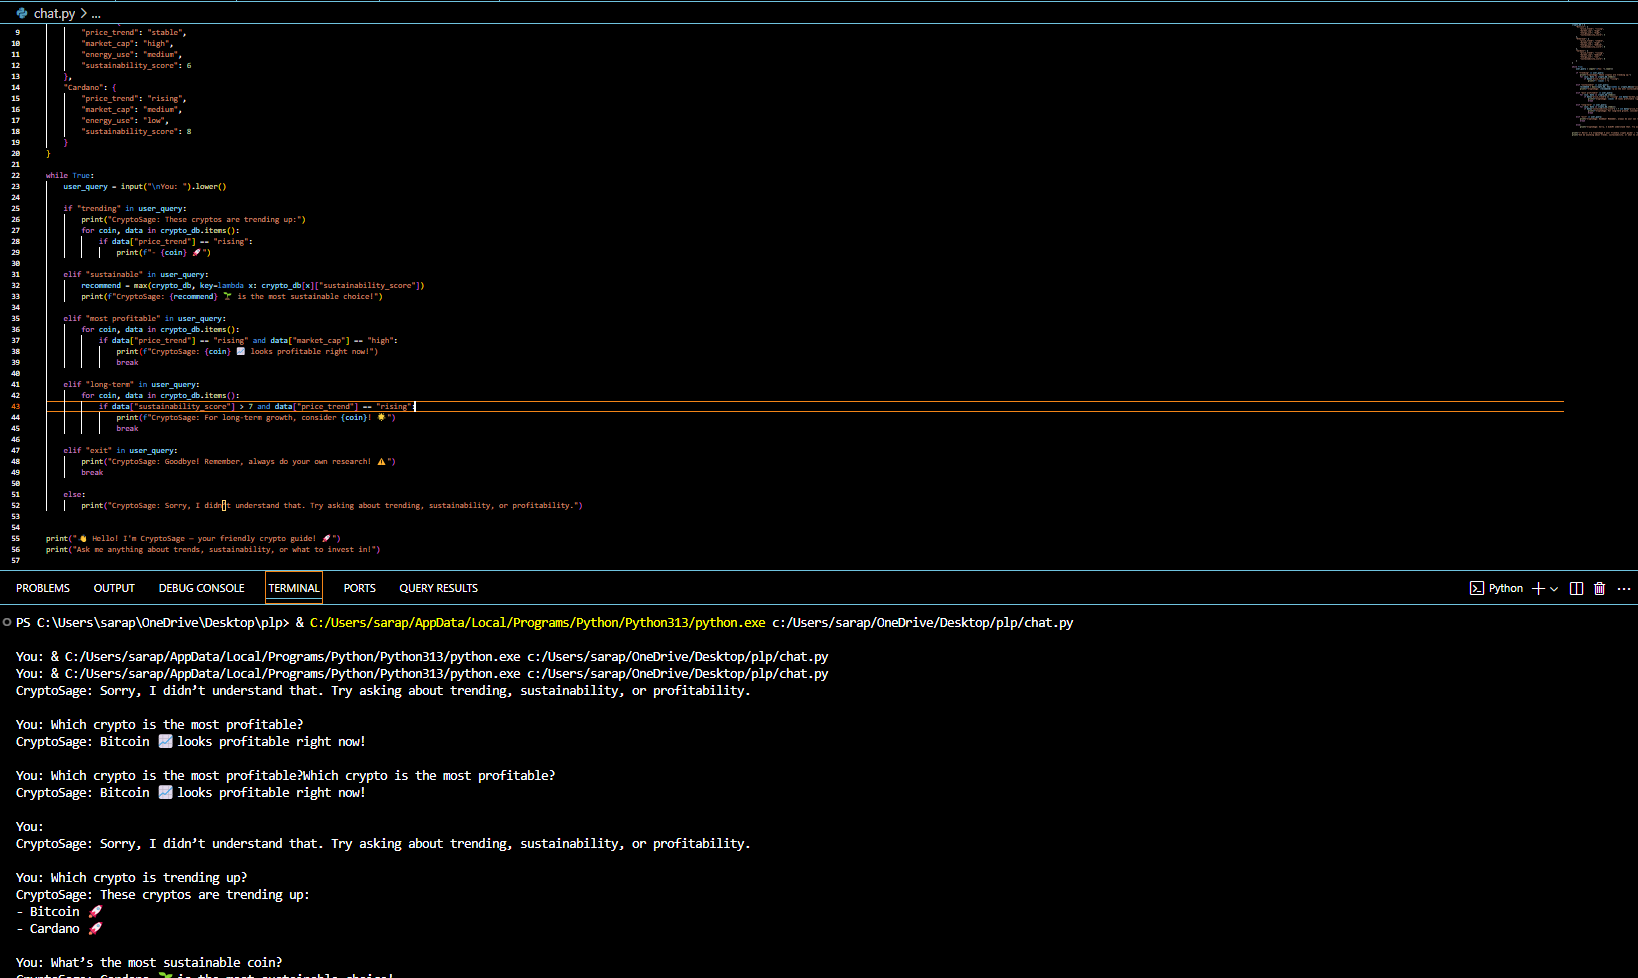 chat.py > ...
9 "price_trend": "stable",
10 "market_cap": "high",
11 "energy_use": "medium",
12 "sustainability_score": 6
13 },
14 "Cardano": {
15 "price_trend": "rising",
16 "market_cap": "medium",
17 "energy_use": "low",
18 "sustainability_score": 8
19 }
20 }
21
22 while True:
23 user_query = input("\nYou: ").lower()
24
25 if "trending" in user_query:
26 print("CryptoSage: These cryptos are trending up:")
27 for coin, data in crypto_db.items():
28 if data["price_trend"] == "rising":
29 print(f"- {coin} 🚀")
30
31 elif "sustainable" in user_query:
32 recommend = max(crypto_db, key=lambda x: crypto_db[x]["sustainability_score"])
33 print(f"CryptoSage: {recommend} 🌱 is the most sustainable choice!")
34
35 elif "most profitable" in user_query:
36 for coin, data in crypto_db.items():
37 if data["price_trend"] == "rising" and data["market_cap"] == "high":
38 print(f"CryptoSage: {coin} 📈 looks profitable right now!")
39 break
40
41 elif "long-term" in user_query:
42 for coin, data in crypto_db.items():
43 if data["sustainability_score"] > 7 and data["price_trend"] == "rising":
44 print(f"CryptoSage: For long-term growth, consider {coin}! 🌟")
45 break
46
47 elif "exit" in user_query:
48 print("CryptoSage: Goodbye! Remember, always do your own research! ⚠️")
49 break
50
51 else:
52 print("CryptoSage: Sorry, I didn’t understand that. Try asking about trending, sustainability, or profitability.")
53
54
55 print("👋 Hello! I'm CryptoSage – your friendly crypto guide! 🚀")
56 print("Ask me anything about trends, sustainability, or what to invest in!")
57
PROBLEMS OUTPUT DEBUG CONSOLE TERMINAL PORTS QUERY RESULTS Python
PS C:\Users\sarap\OneDrive\Desktop\plp> & C:/Users/sarap/AppData/Local/Programs/Python/Python313/python.exe c:/Users/sarap/OneDrive/Desktop/plp/chat.py
You: & C:/Users/sarap/AppData/Local/Programs/Python/Python313/python.exe c:/Users/sarap/OneDrive/Desktop/plp/chat.py
You: & C:/Users/sarap/AppData/Local/Programs/Python/Python313/python.exe c:/Users/sarap/OneDrive/Desktop/plp/chat.py
CryptoSage: Sorry, I didn’t understand that. Try asking about trending, sustainability, or profitability.
You: Which crypto is the most profitable?
CryptoSage: Bitcoin 📈 looks profitable right now!
You: Which crypto is the most profitable?Which crypto is the most profitable?
CryptoSage: Bitcoin 📈 looks profitable right now!
You:
CryptoSage: Sorry, I didn’t understand that. Try asking about trending, sustainability, or profitability.
You: Which crypto is trending up?
CryptoSage: These cryptos are trending up:
- Bitcoin 🚀
- Cardano 🚀
You: What’s the most sustainable coin?
CryptoSage: Cardano 🌱 is the most sustainable choice!